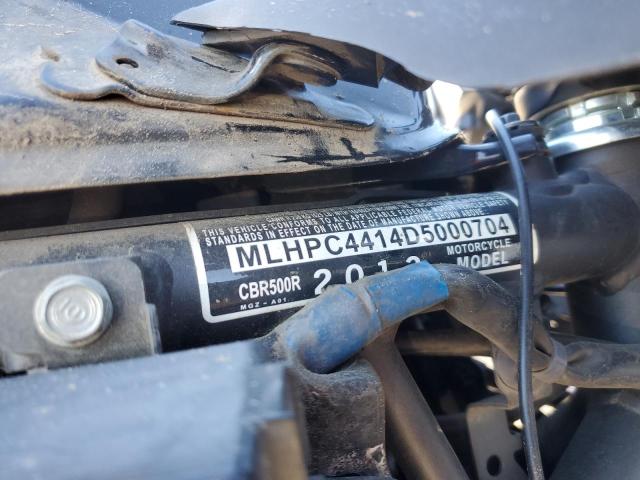 THIS VEHICLE CONFORMS TO ALL APPLICABLE FEDERAL
STANDARDS IN EFFECT ON THE DATE OF MANUFACTURE SHOWN ABOVE
MLHPC4414D5000704
CBR500R 2013 MOTORCYCLE
MODEL
MGZ - A01